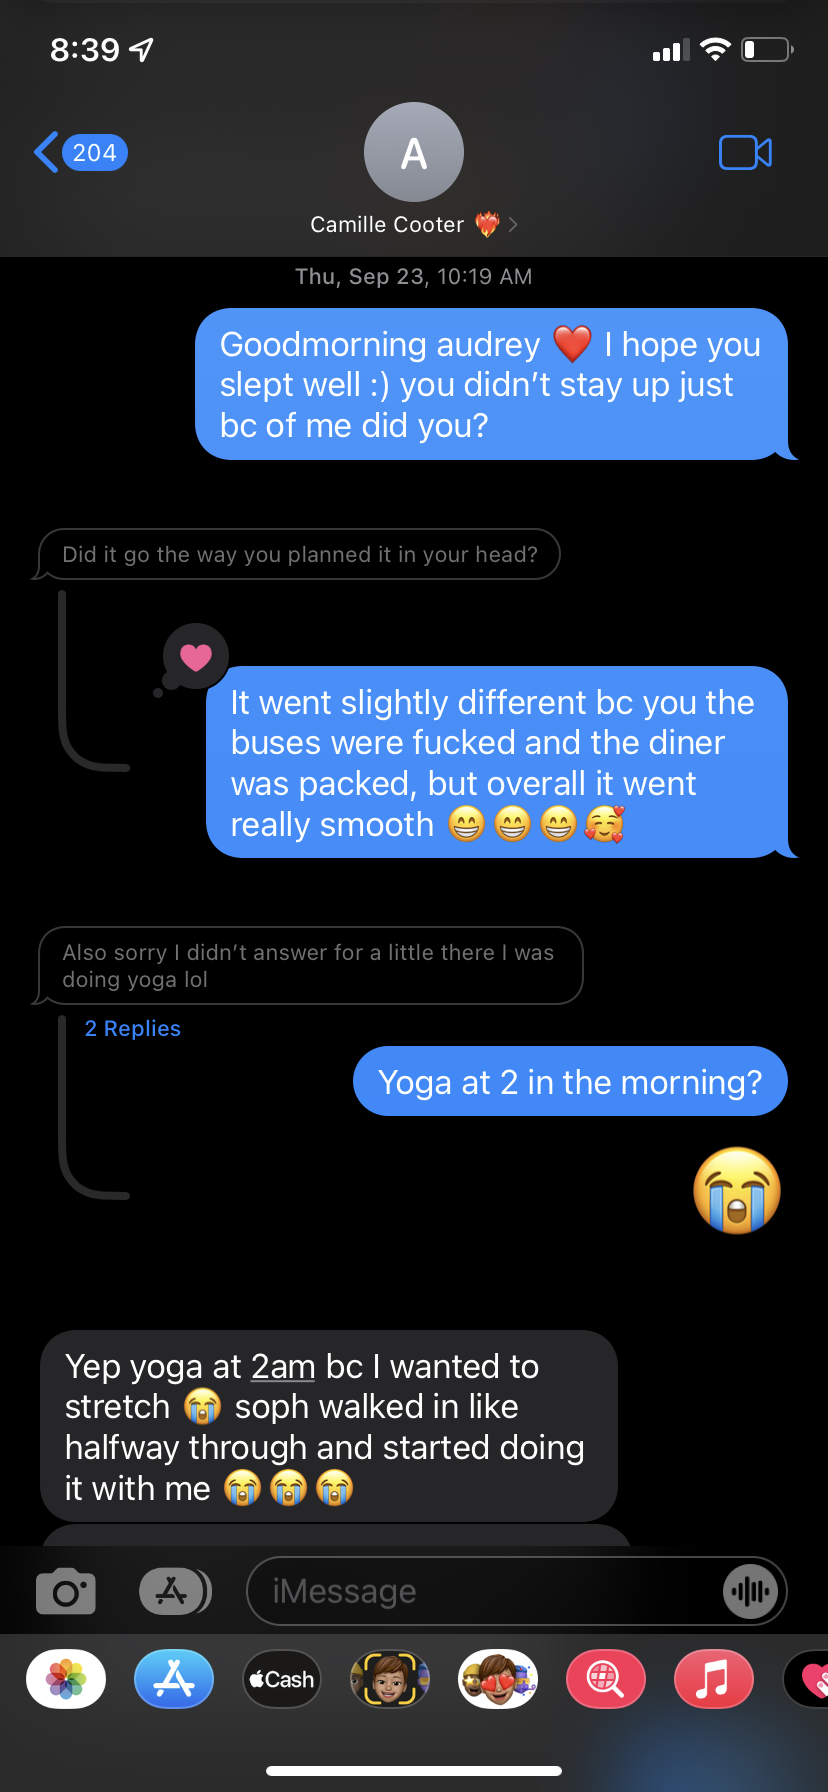 8:39
204
A
Camille Cooter ❤️‍🔥
Thu, Sep 23, 10:19 AM
Goodmorning audrey ❤️ I hope you
slept well :) you didn't stay up just
bc of me did you?
Did it go the way you planned it in your head?
It went slightly different bc you the
buses were fucked and the diner
was packed, but overall it went
really smooth 😁😁😁🥰
Also sorry I didn't answer for a little there I was
doing yoga lol
2 Replies
Yoga at 2 in the morning?
😭
Yep yoga at 2am bc I wanted to
stretch 😭 soph walked in like
halfway through and started doing
it with me 😭😭😭
iMessage
Cash